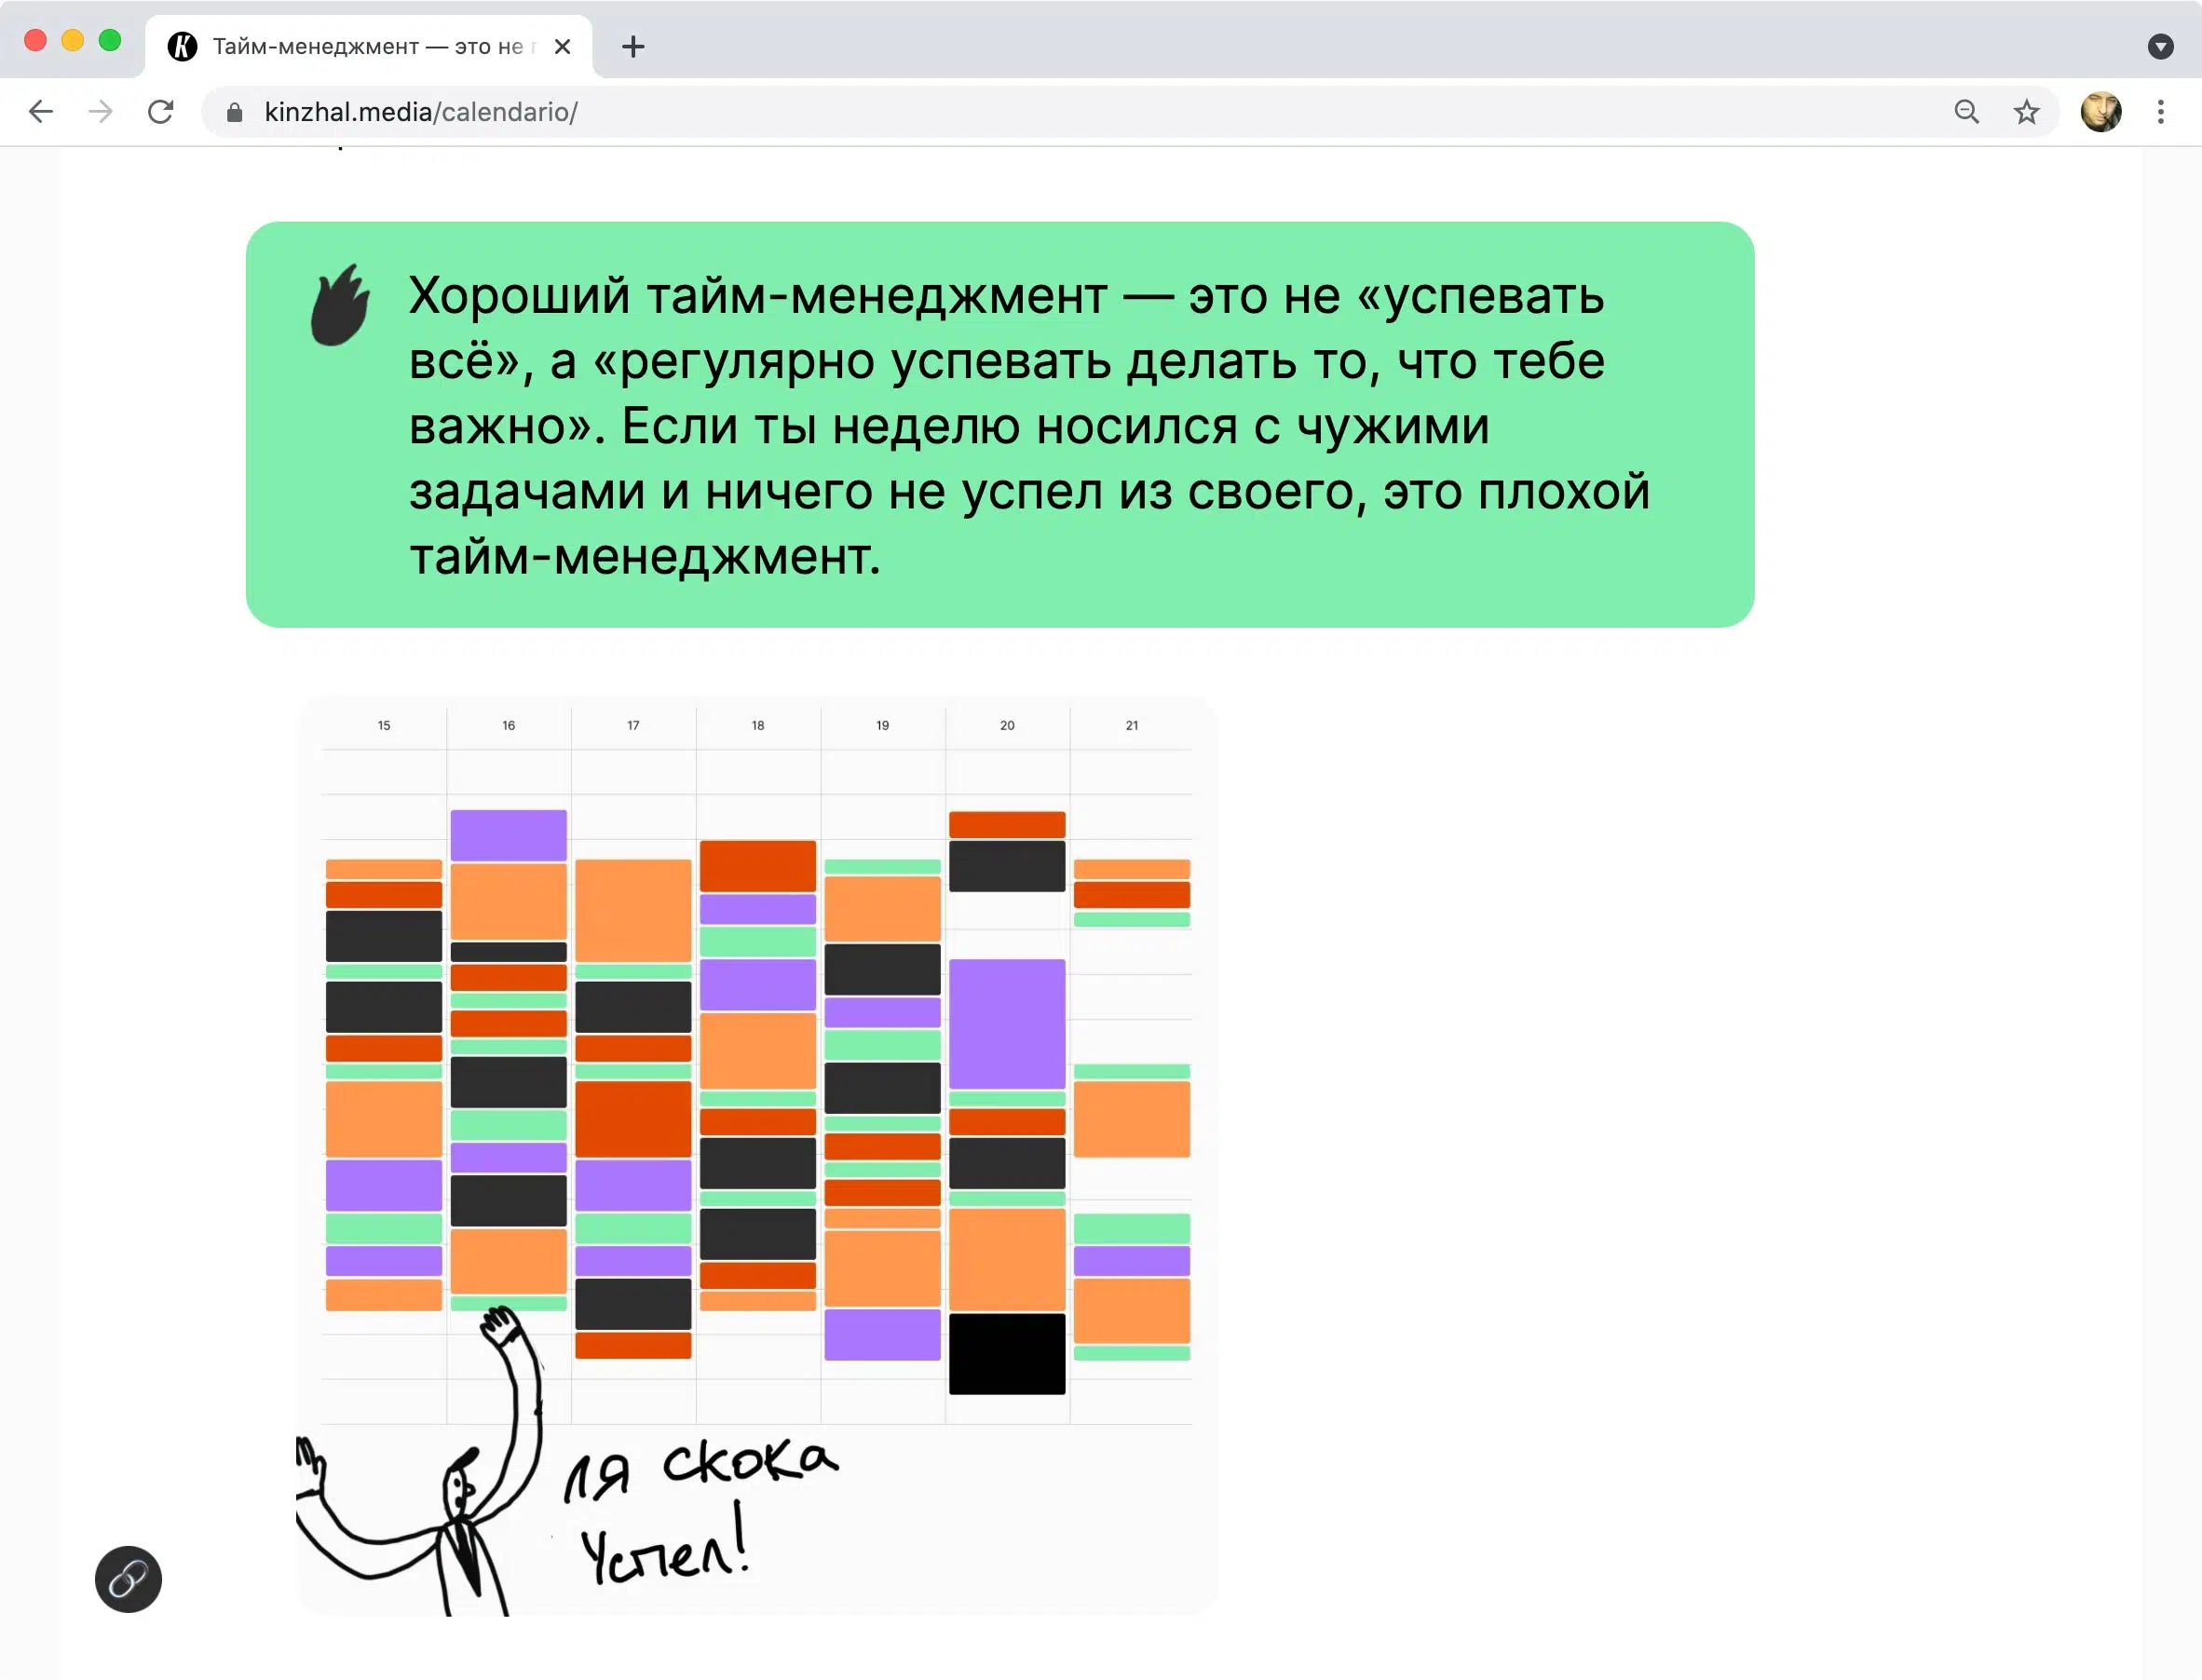 Тайм-менеджмент — это не
kinzhal.media/calendario/
Хороший тайм-менеджмент — это не «успевать
всё», а «регулярно успевать делать то, что тебе
важно». Если ты неделю носился с чужими
задачами и ничего не успел из своего, это плохой
тайм-менеджмент.
15 16 17 18 19 20 21
ля скока
Успел!